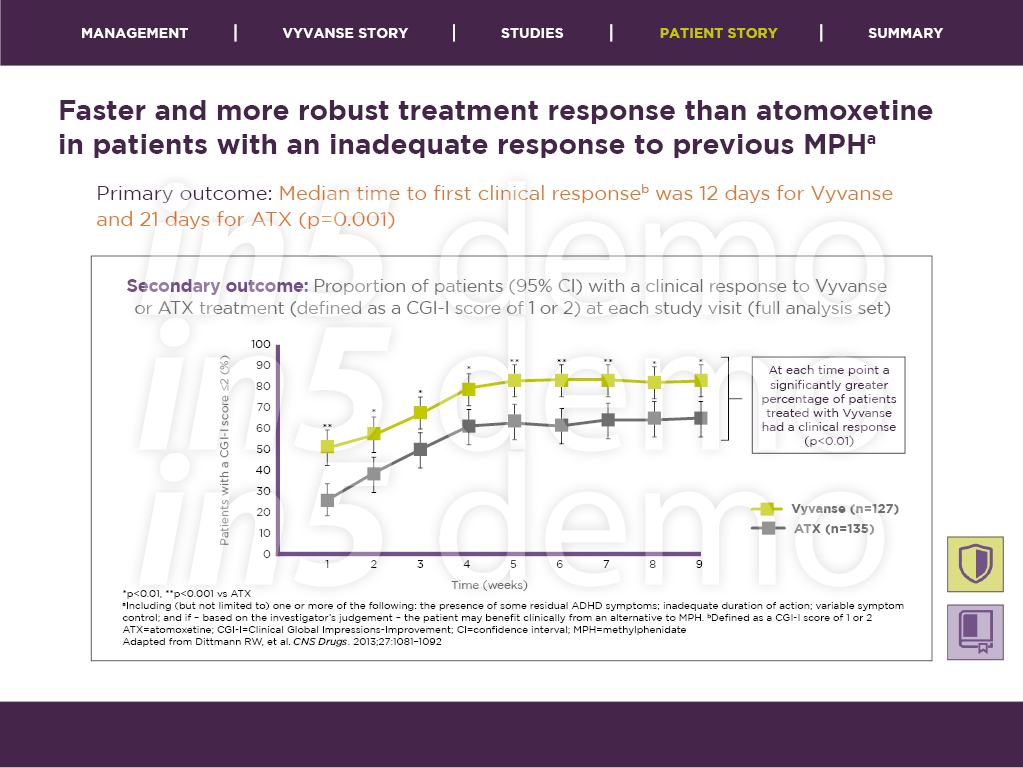 MANAGEMENT | VYVANSE STORY | STUDIES | PATIENT STORY | SUMMARY
Faster and more robust treatment response than atomoxetine
in patients with an inadequate response to previous MPHᵃ
Primary outcome: Median time to first clinical responseᵇ was 12 days for Vyvanse
and 21 days for ATX (p=0.001)
Secondary outcome: Proportion of patients (95% CI) with a clinical response to Vyvanse
or ATX treatment (defined as a CGI-I score of 1 or 2) at each study visit (full analysis set)
Patients with a CGI-I score ≤2 (%)
100
90
80
70
60
50
40
30
20
10
0
** * * * ** ** ** * *
1 2 3 4 5 6 7 8 9
Time (weeks)
At each time point a
significantly greater
percentage of patients
treated with Vyvanse
had a clinical response
(p<0.01)
Vyvanse (n=127)
ATX (n=135)
*p<0.01, **p<0.001 vs ATX
ᵃIncluding (but not limited to) one or more of the following: the presence of some residual ADHD symptoms; inadequate duration of action; variable symptom
control; and if – based on the investigator's judgement – the patient may benefit clinically from an alternative to MPH. ᵇDefined as a CGI-I score of 1 or 2
ATX=atomoxetine; CGI-I=Clinical Global Impressions-Improvement; CI=confidence interval; MPH=methylphenidate
Adapted from Dittmann RW, et al. CNS Drugs. 2013;27:1081–1092
in5 demo
in5 demo
in5 demo